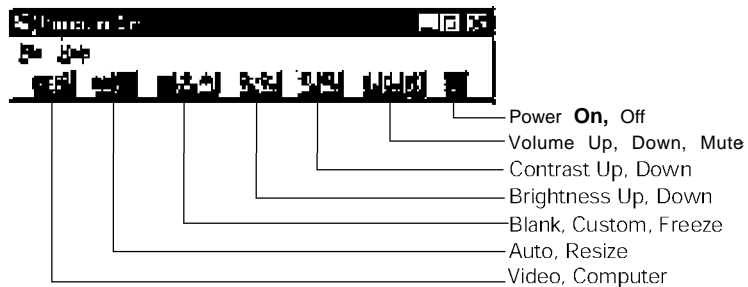 Power On, Off
Volume Up, Down, Mute
Contrast Up, Down
Brightness Up, Down
Blank, Custom, Freeze
Auto, Resize
Video, Computer